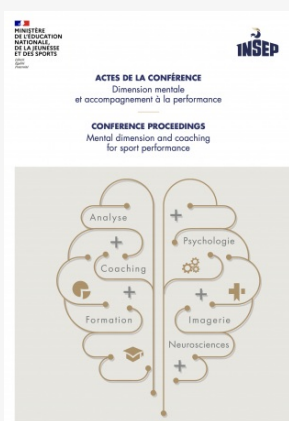 MINISTÈRE
DE L'ÉDUCATION
NATIONALE,
DE LA JEUNESSE
ET DES SPORTS
INSEP
ACTES DE LA CONFÉRENCE
Dimension mentale
et accompagnement à la performance
CONFERENCE PROCEEDINGS
Mental dimension and coaching
for sport performance
Analyse
Psychologie
Coaching
Formation
Imagerie
Neurosciences